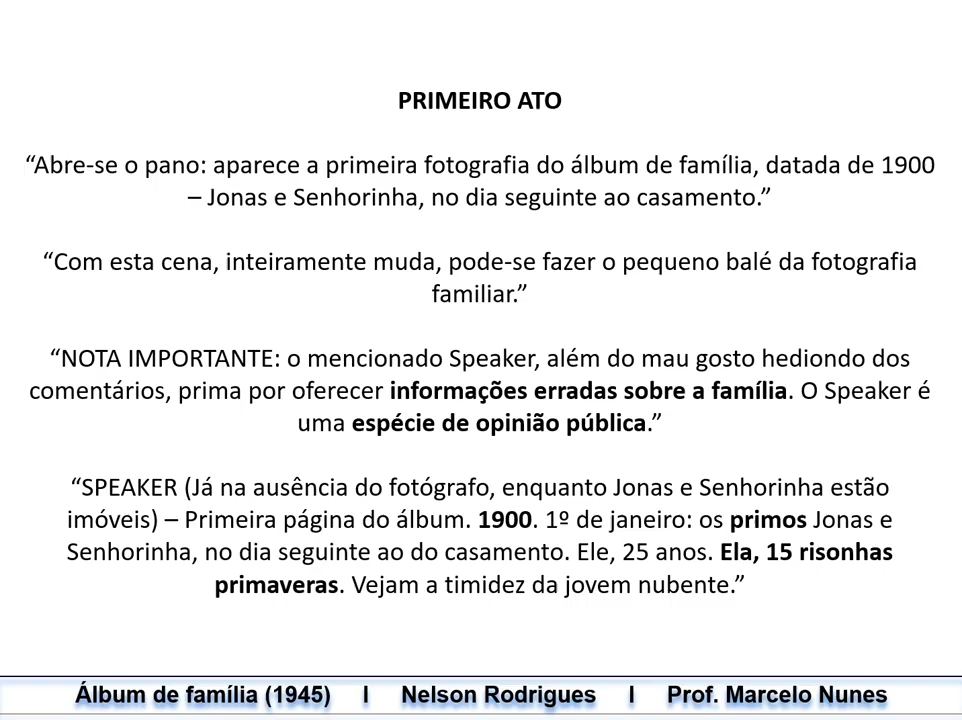 PRIMEIRO ATO
“Abre-se o pano: aparece a primeira fotografia do álbum de família, datada de 1900
– Jonas e Senhorinha, no dia seguinte ao casamento.”
“Com esta cena, inteiramente muda, pode-se fazer o pequeno balé da fotografia
familiar.”
“NOTA IMPORTANTE: o mencionado Speaker, além do mau gosto hediondo dos
comentários, prima por oferecer informações erradas sobre a família. O Speaker é
uma espécie de opinião pública.”
“SPEAKER (Já na ausência do fotógrafo, enquanto Jonas e Senhorinha estão
imóveis) – Primeira página do álbum. 1900. 1º de janeiro: os primos Jonas e
Senhorinha, no dia seguinte ao do casamento. Ele, 25 anos. Ela, 15 risonhas
primaveras. Vejam a timidez da jovem nubente.”
Álbum de família (1945) I Nelson Rodrigues I Prof. Marcelo Nunes